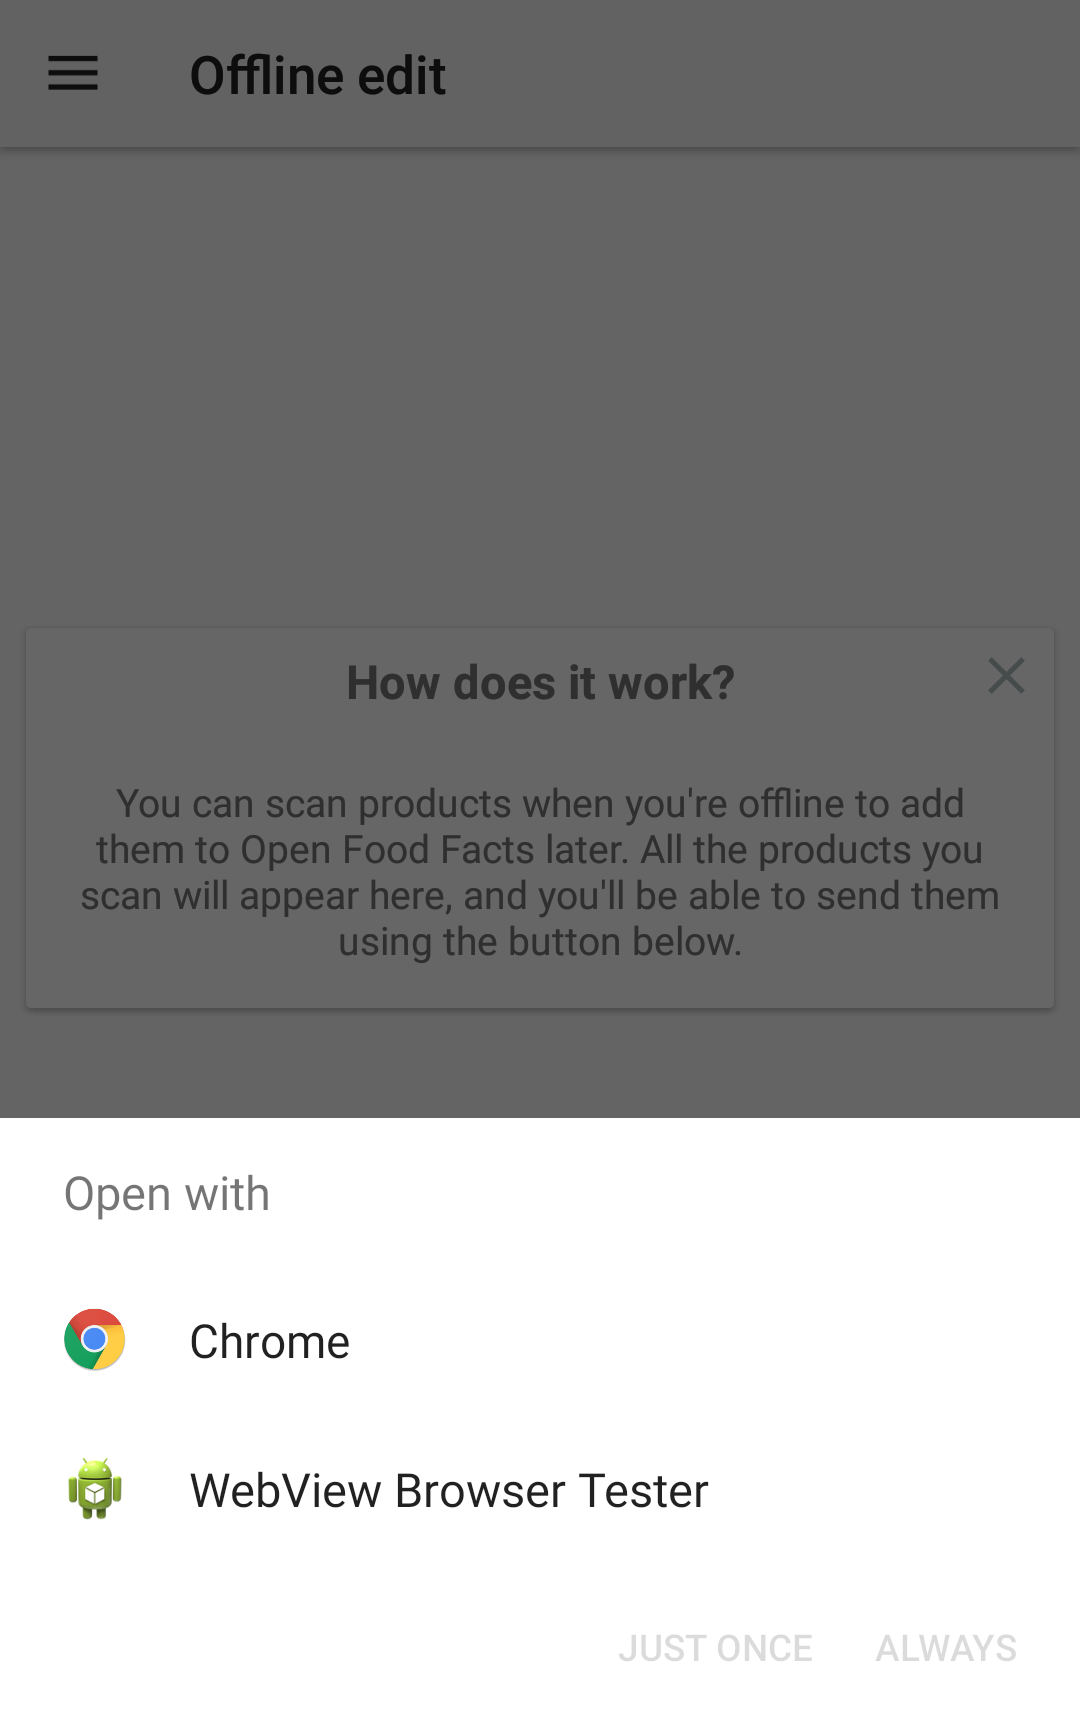 Offline edit
How does it work?
You can scan products when you're offline to add
them to Open Food Facts later. All the products you
scan will appear here, and you'll be able to send them
using the button below.
Open with
Chrome
WebView Browser Tester
JUST ONCE ALWAYS